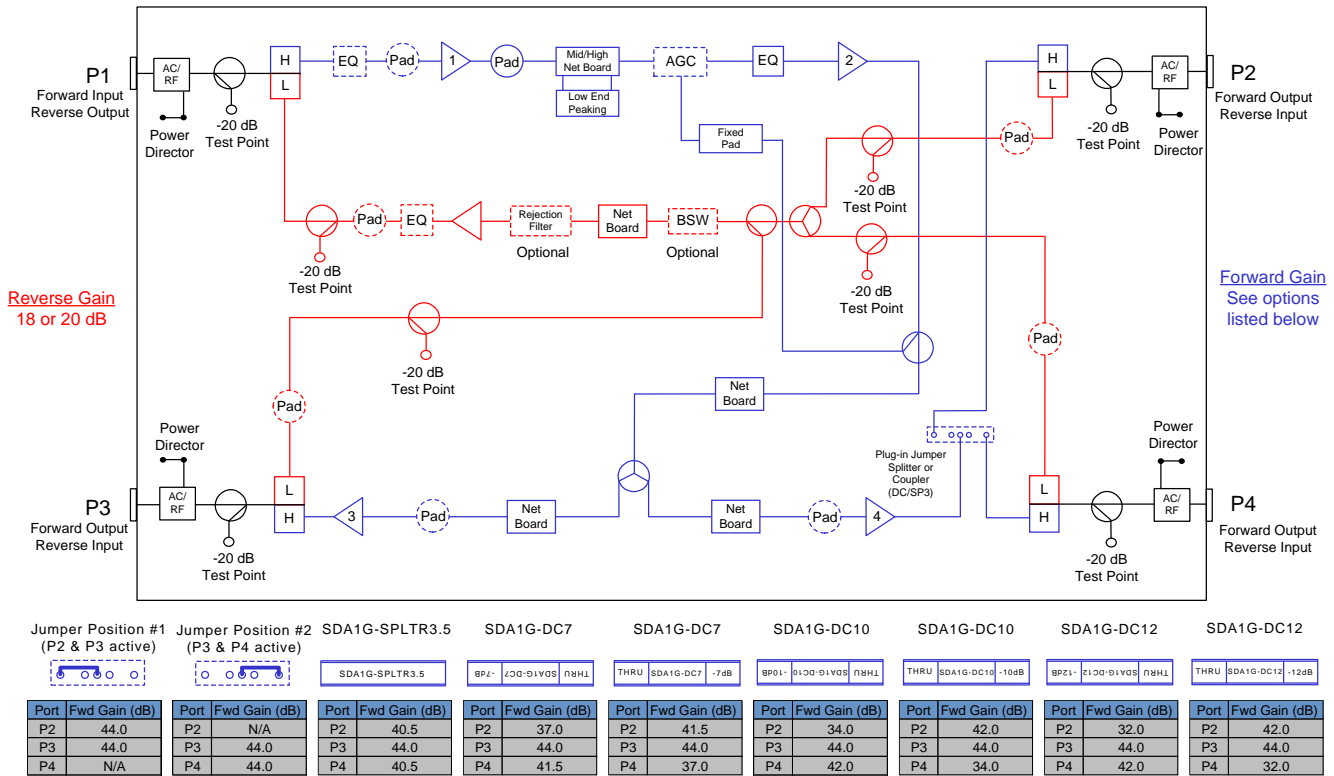 P1
Forward Input
Reverse Output
AC/
RF
Power
Director
-20 dB
Test Point
H
L
EQ
Pad
1
Pad
Mid/High
Net Board
Low End
Peaking
AGC
EQ
2
Fixed
Pad
H
L
-20 dB
Test Point
AC/
RF
Power
Director
P2
Forward Output
Reverse Input
Pad
-20 dB
Test Point
-20 dB
Test Point
Pad
EQ
Rejection
Filter
Optional
Net
Board
BSW
Optional
-20 dB
Test Point
Reverse Gain
18 or 20 dB
-20 dB
Test Point
Pad
Pad
Forward Gain
See options
listed below
Net
Board
Power
Director
AC/
RF
P3
Forward Output
Reverse Input
-20 dB
Test Point
L
H
3
Pad
Net
Board
Net
Board
Pad
4
Plug-in Jumper
Splitter or
Coupler
(DC/SP3)
L
H
-20 dB
Test Point
Power
Director
AC/
RF
P4
Forward Output
Reverse Input
Jumper Position #1
(P2 & P3 active)
Jumper Position #2
(P3 & P4 active)
SDA1G-SPLTR3.5
SDA1G-DC7
SDA1G-DC7
SDA1G-DC10
SDA1G-DC10
SDA1G-DC12
SDA1G-DC12
SDA1G-SPLTR3.5
THRU SDA1G-DC7 -7dB
THRU SDA1G-DC7 -7dB
THRU SDA1G-DC10 -10dB
THRU SDA1G-DC10 -10dB
THRU SDA1G-DC12 -12dB
THRU SDA1G-DC12 -12dB
Port Fwd Gain (dB) Port Fwd Gain (dB) Port Fwd Gain (dB) Port Fwd Gain (dB) Port Fwd Gain (dB) Port Fwd Gain (dB) Port Fwd Gain (dB) Port Fwd Gain (dB) Port Fwd Gain (dB)
P2 44.0 P2 N/A P2 40.5 P2 37.0 P2 41.5 P2 34.0 P2 42.0 P2 32.0 P2 42.0
P3 44.0 P3 44.0 P3 44.0 P3 44.0 P3 44.0 P3 44.0 P3 44.0 P3 44.0 P3 44.0
P4 N/A P4 44.0 P4 40.5 P4 41.5 P4 37.0 P4 42.0 P4 34.0 P4 42.0 P4 32.0